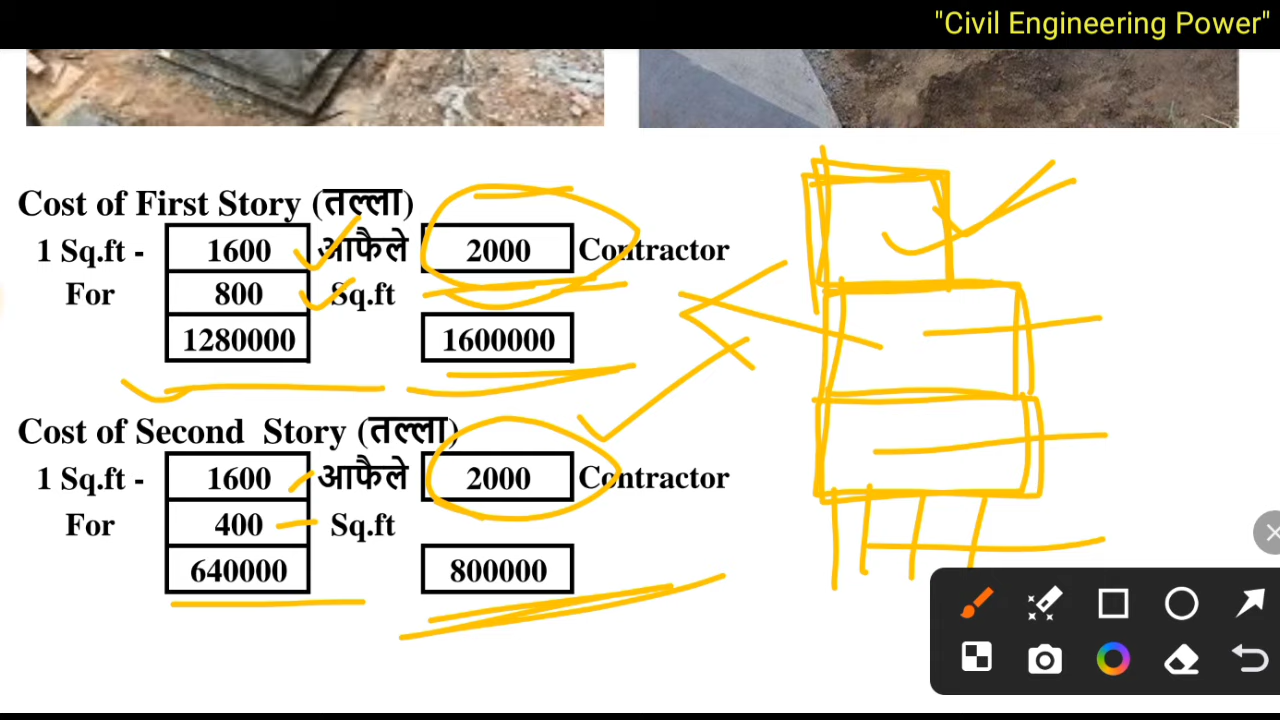 "Civil Engineering Power"
Cost of First Story (तल्ला)
1 Sq.ft - 1600 आफैले 2000 Contractor
For 800 Sq.ft
1280000 1600000
Cost of Second Story (तल्ला)
1 Sq.ft - 1600 आफैले 2000 Contractor
For 400 Sq.ft
640000 800000